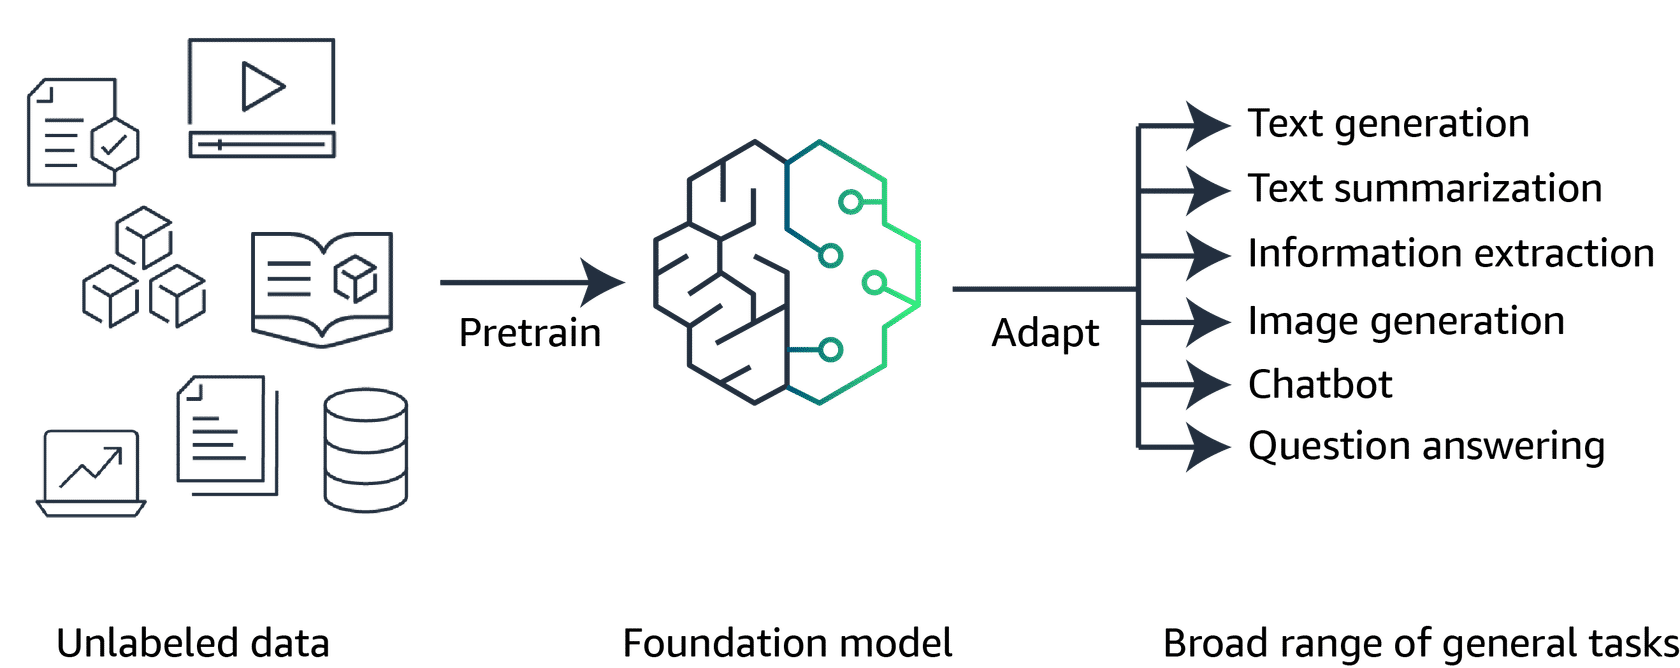 Pretrain
Adapt
Text generation
Text summarization
Information extraction
Image generation
Chatbot
Question answering
Unlabeled data
Foundation model
Broad range of general tasks